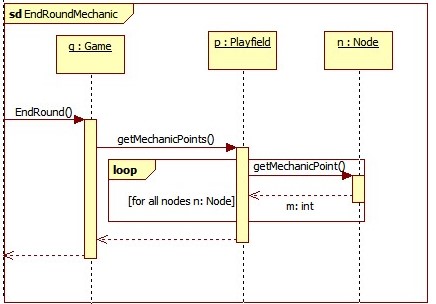 sd EndRoundMechanic
g : Game
p : Playfield
n : Node
EndRound()
getMechanicPoints()
loop
getMechanicPoint()
[for all nodes n: Node]
m: int